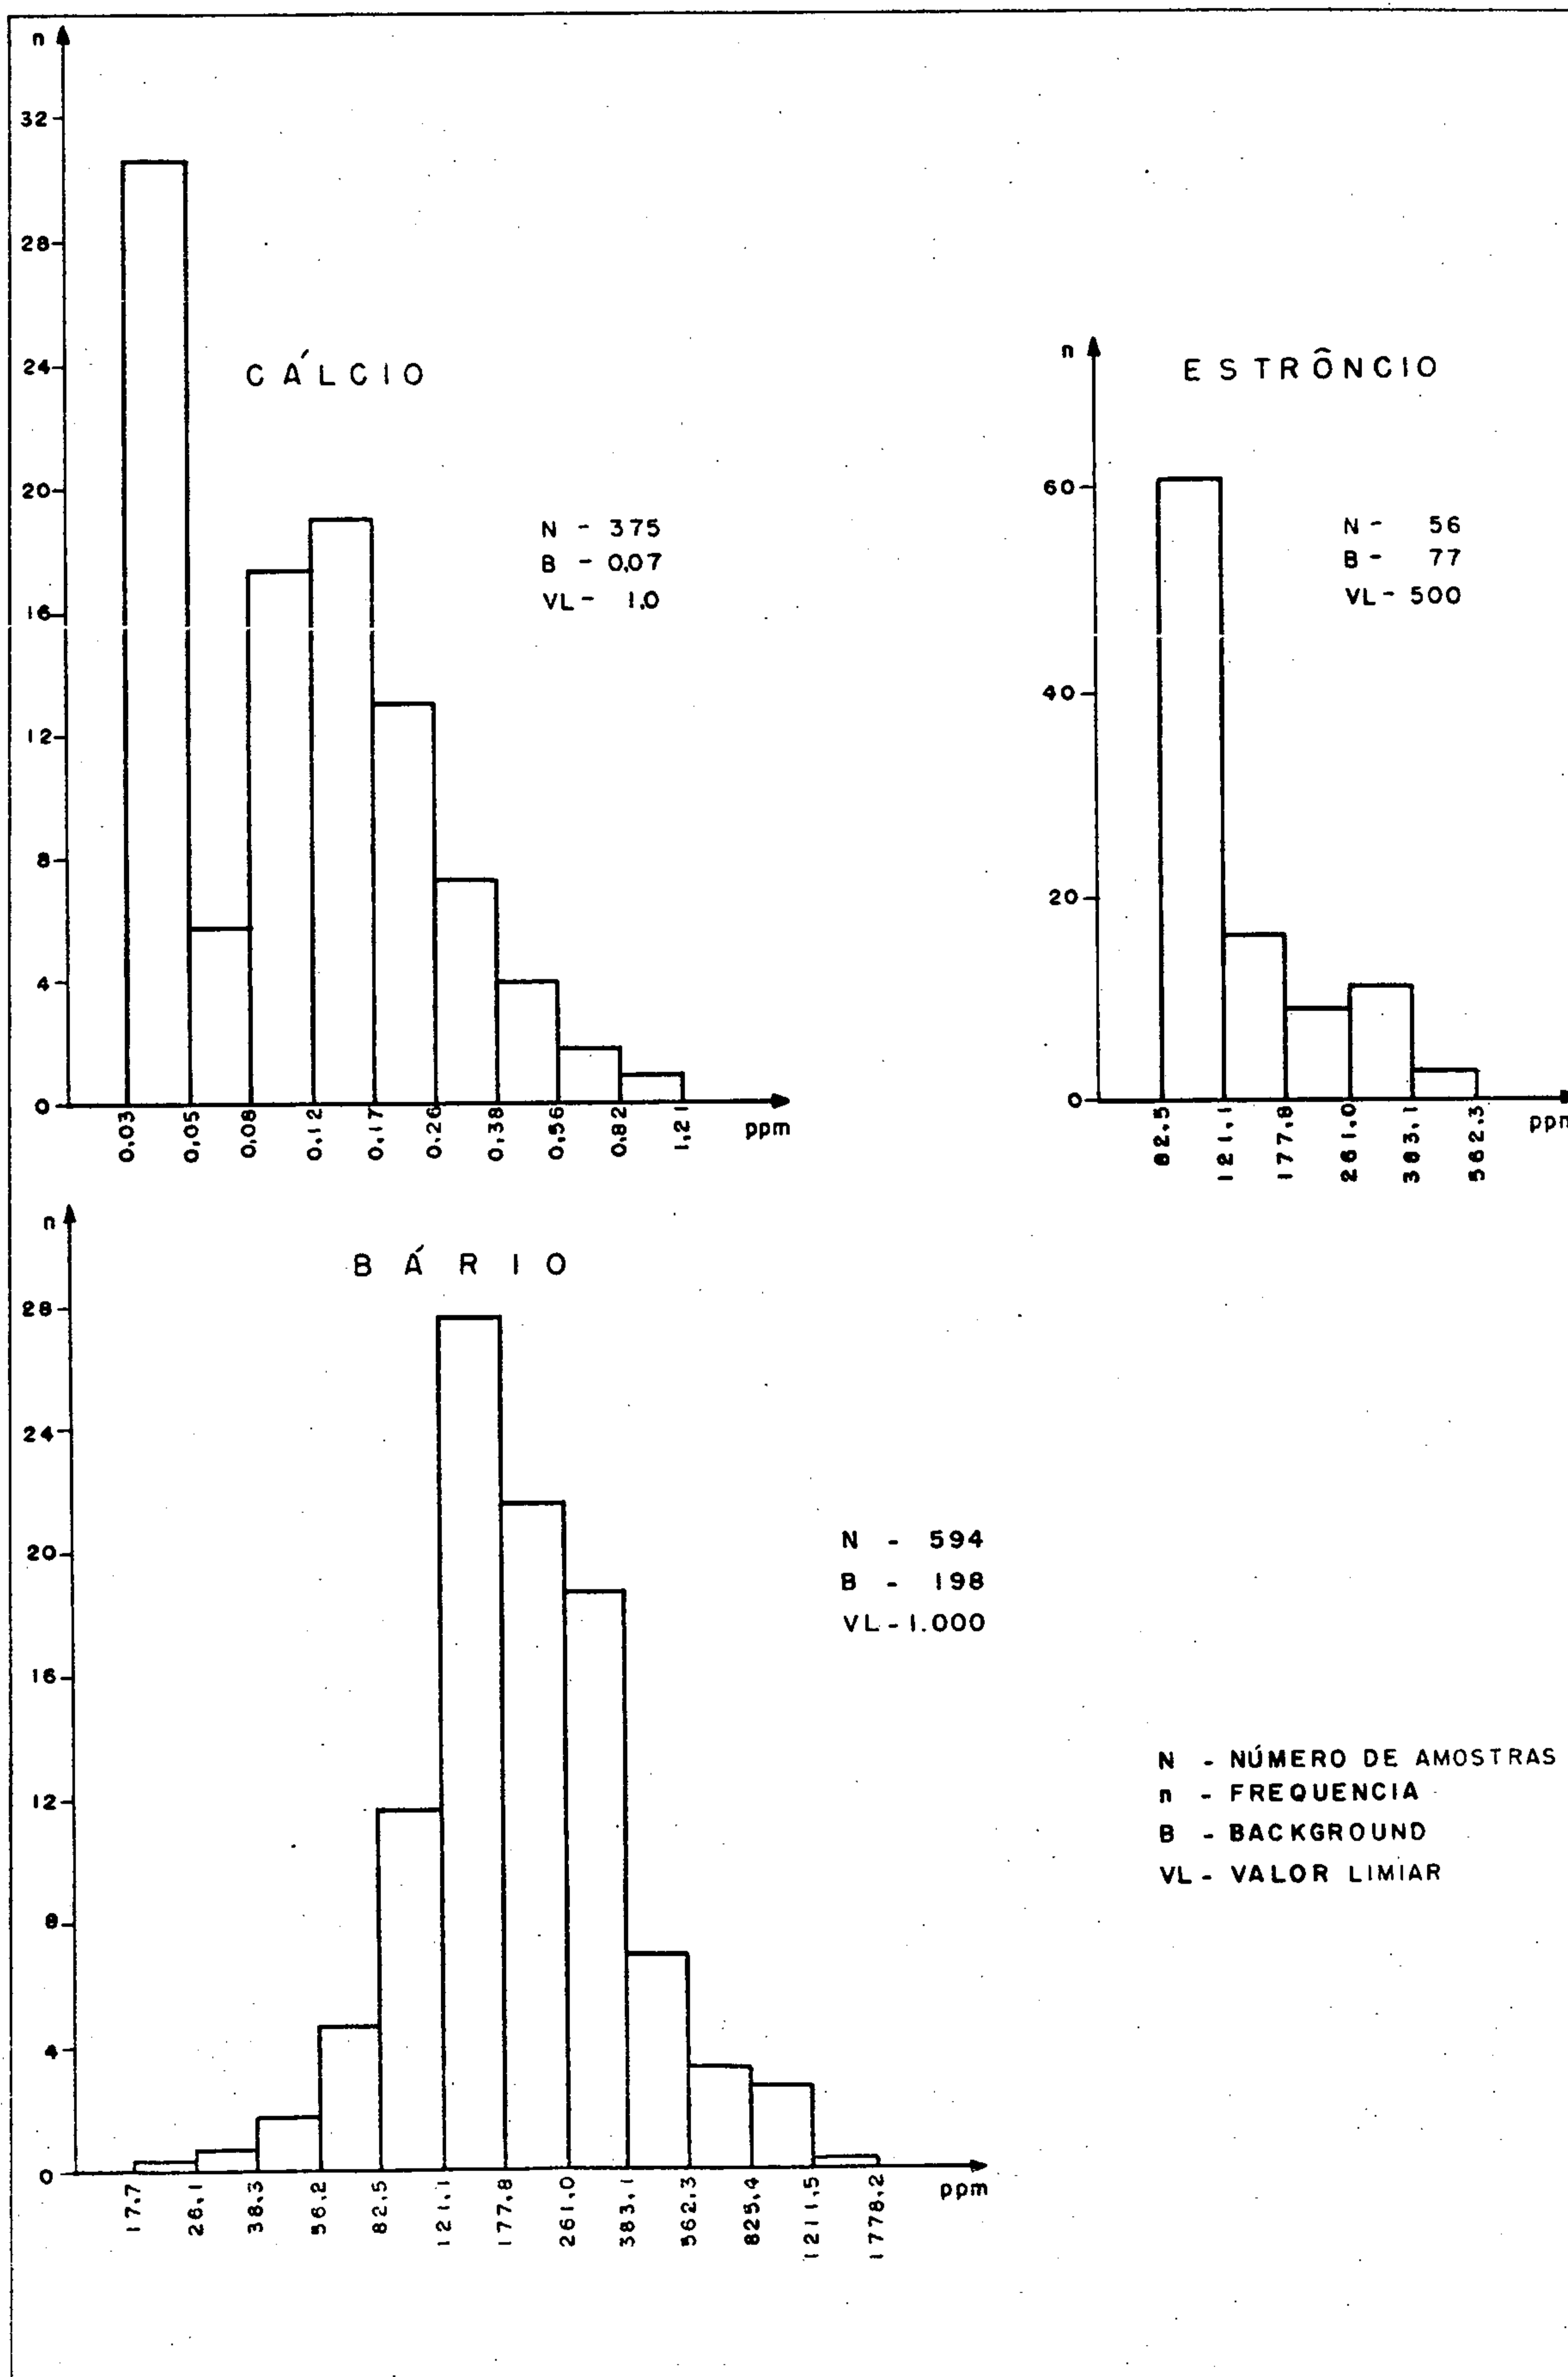 n
32
28
24
20
16
12
8
4
0
CÁLCIO
N - 375
B - 0,07
VL - 1.0
0,03 0,05 0,08 0,12 0,17 0,26 0,38 0,56 0,82 1,21 ppm
n
60
40
20
0
ESTRÔNCIO
N - 56
B - 77
VL - 500
82,5 121,1 177,8 261,0 383,1 562,3 ppm
n
28
24
20
16
12
8
4
0
BÁRIO
N - 594
B - 198
VL - 1.000
17,7 26,1 38,3 56,2 82,5 121,1 177,8 261,0 383,1 562,3 825,4 1211,5 1778,2 ppm
N - NÚMERO DE AMOSTRAS
n - FREQUENCIA
B - BACKGROUND
VL - VALOR LIMIAR